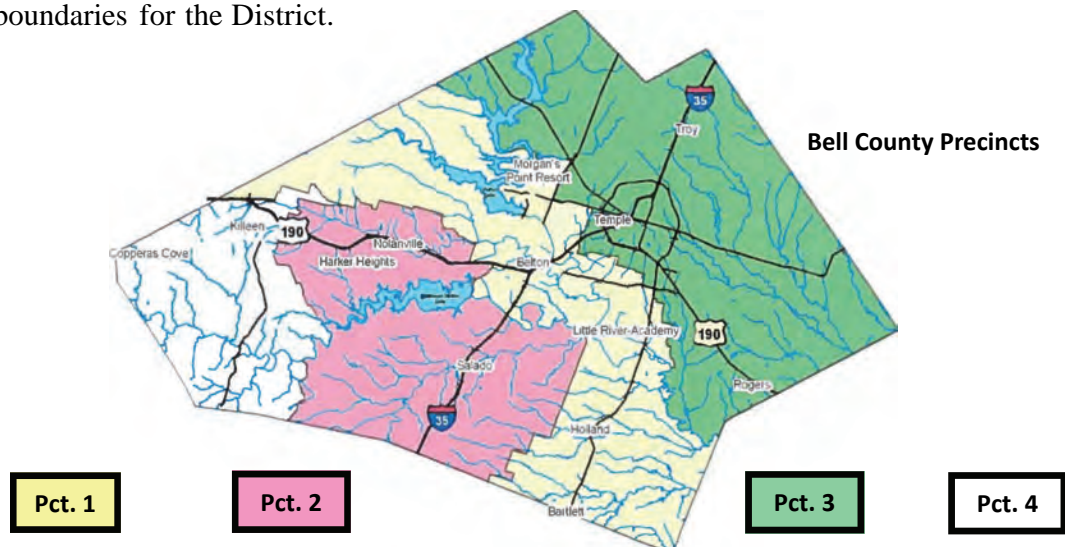 boundaries for the District.
Bell County Precincts
35
Troy
Morgan's
Point Resort
Temple
Killeen
190
Nolanville
Copperas Cove
Harker Heights
Belton
Little River-Academy
190
Salado
Rogers
35
Holland
Bartlett
Pct. 1
Pct. 2
Pct. 3
Pct. 4